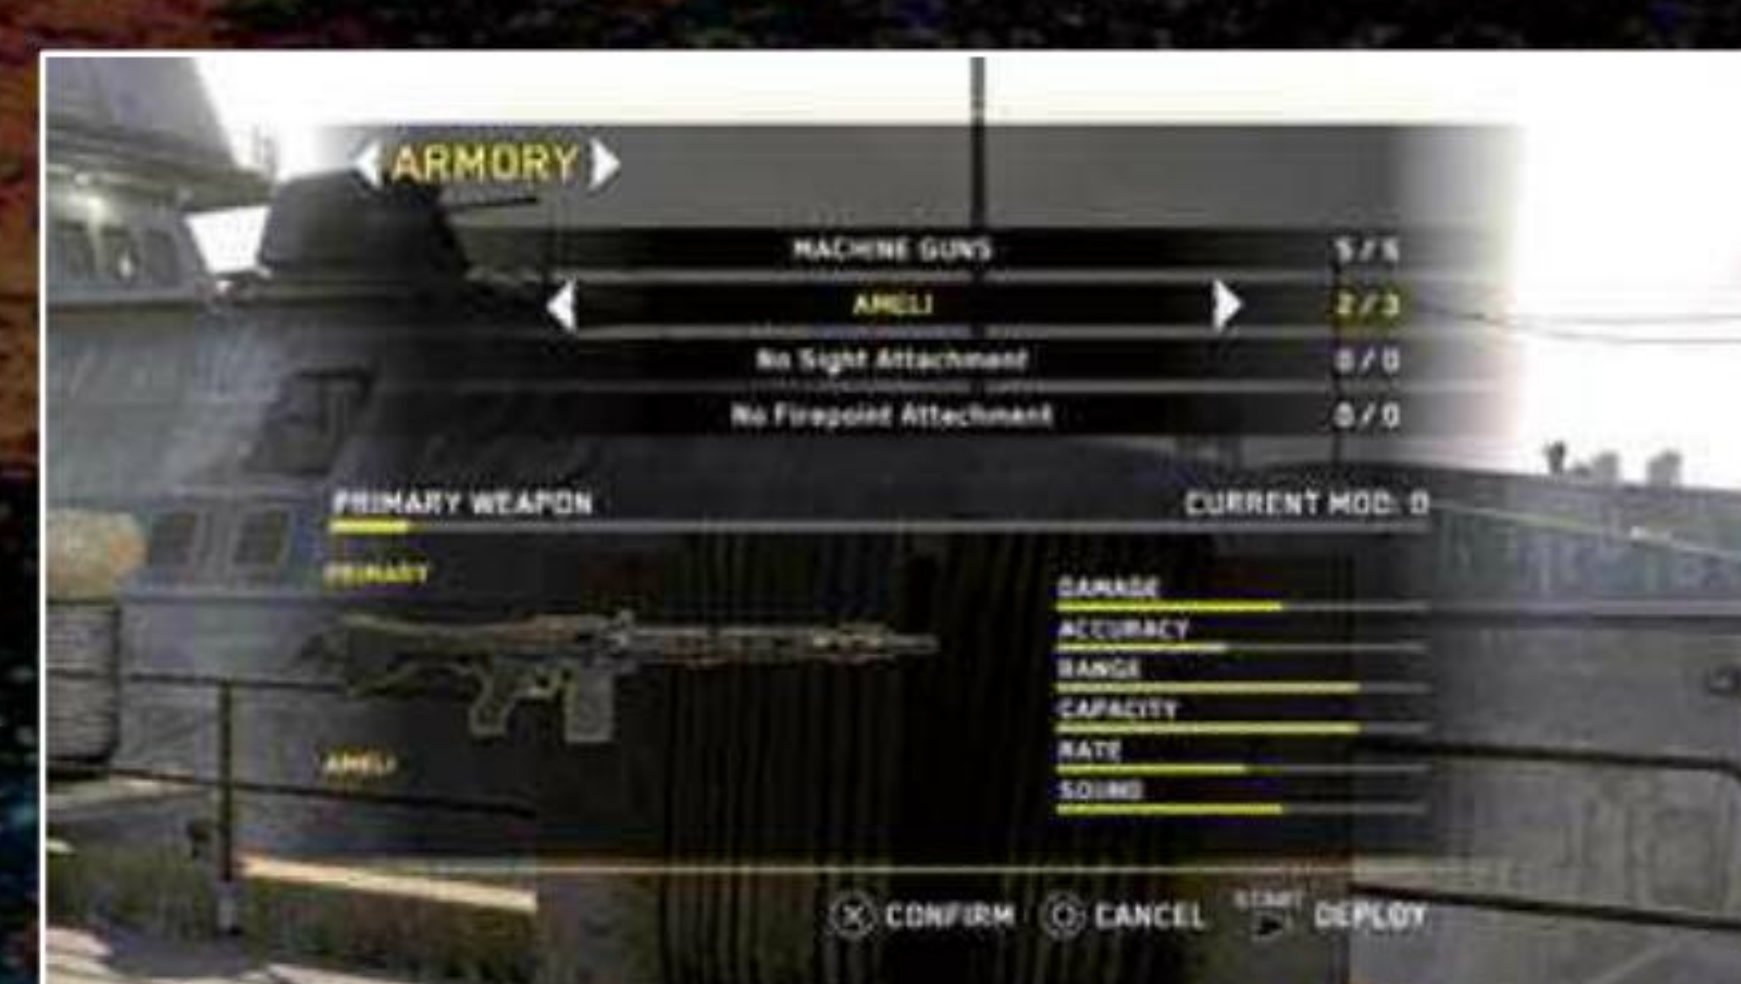 ARMORY
MACHINE GUNS 5 / 5
AMELI 2 / 3
No Sight Attachment 0 / 0
No Firepoint Attachment 0 / 0
PRIMARY WEAPON CURRENT MOD: 0
PRIMARY
DAMAGE
ACCURACY
RANGE
CAPACITY
RATE
AMELI
SOUND
CONFIRM CANCEL START DEPLOY